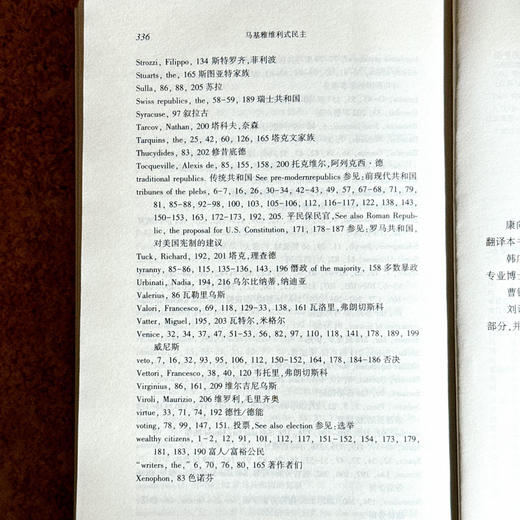 336 马基雅维利式民主
Strozzi, Filippo, 134 斯特罗齐,菲利波
Stuarts, the, 165 斯图亚特家族
Sulla, 86, 88, 205 苏拉
Swiss republics, the, 58-59, 189 瑞士共和国
Syracuse, 97 叙拉古
Tarcov, Nathan, 200 塔科夫,奈森
Tarquins, the, 25, 42, 60, 126, 165 塔克文家族
Thucydides, 83, 202 修昔底德
Tocqueville, Alexis de, 85, 155, 158, 200 托克维尔,阿列克西·德
traditional republics. 传统共和国 See pre-modernrepublics 参见:前现代共和国
tribunes of the plebs, 6-7, 16, 26, 30-34, 42-43, 49, 57, 67-68, 71, 79,
81, 85-88, 92-98, 100, 103, 105-106, 112, 116-117, 122, 138, 143,
150-153, 163, 172-173, 192, 205. 平民保民官, See also Roman Repub-
lic, the proposal for U.S. Constitution, 171, 178-187 参见:罗马共和国,
对美国宪制的建议
Tuck, Richard, 192, 201 塔克,理查德
tyranny, 85-86, 115, 135-136, 143, 196 僭政 of the majority, 158 多数暴政
Urbinati, Nadia, 194, 216 乌尔比纳蒂,纳迪亚
Valerius, 86 瓦勒里乌斯
Valori, Francesco, 69, 118, 129-33, 138, 161 瓦洛里,弗朗切斯科
Vatter, Miguel, 195, 203 瓦特尔,米格尔
Venice, 32, 34, 37, 47, 51-53, 56, 82, 97, 110, 118, 141, 178, 189, 199
威尼斯
veto, 7, 16, 32, 93, 95, 106, 112, 150-152, 164, 178, 184-186 否决
Vettori, Francesco, 38, 40, 120 韦托里,弗朗切斯科
Virginius, 86, 161, 209 维尔吉尼乌斯
Viroli, Maurizio, 206 维罗利,毛里齐奥
virtue, 33, 71, 74, 192 德性/德能
voting, 78, 99, 147, 151. 投票, See also election 参见:选举
wealthy citizens, 1-2, 12, 91, 101, 112, 117, 151-152, 154, 173, 179,
181, 183, 190 富人/富裕公民
"writers, the," 6, 70, 76, 80, 165 著作者们
Xenophon, 83 色诺芬
康向
翻译本书
韩广
专业博士
曹钦
刘训
部分,并